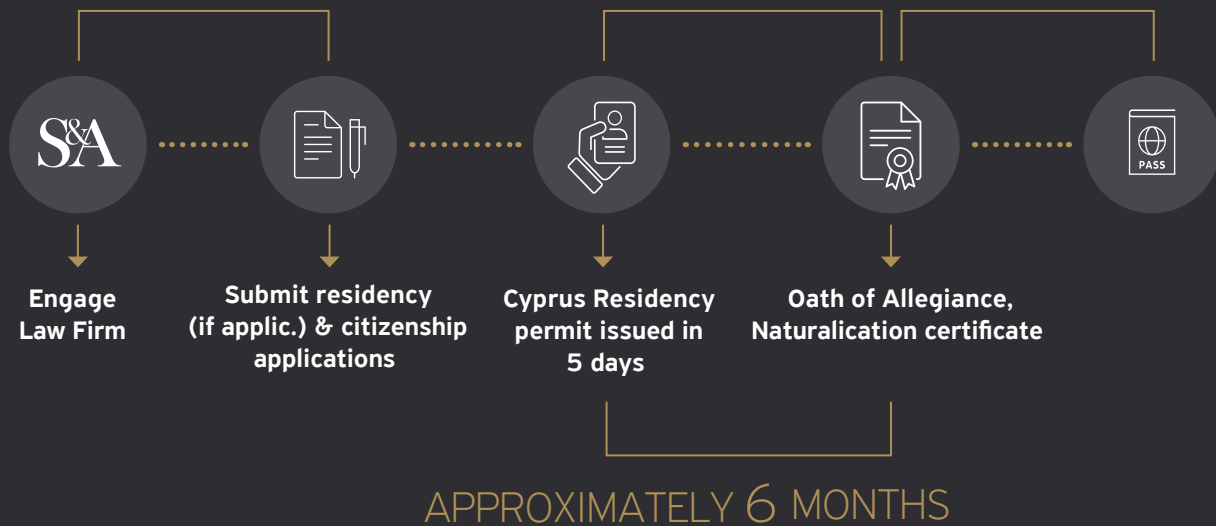 S&A
PASS
Engage
Law Firm
Submit residency
(if applic.) & citizenship
applications
Cyprus Residency
permit issued in
5 days
Oath of Allegiance,
Naturalication certificate
APPROXIMATELY 6 MONTHS